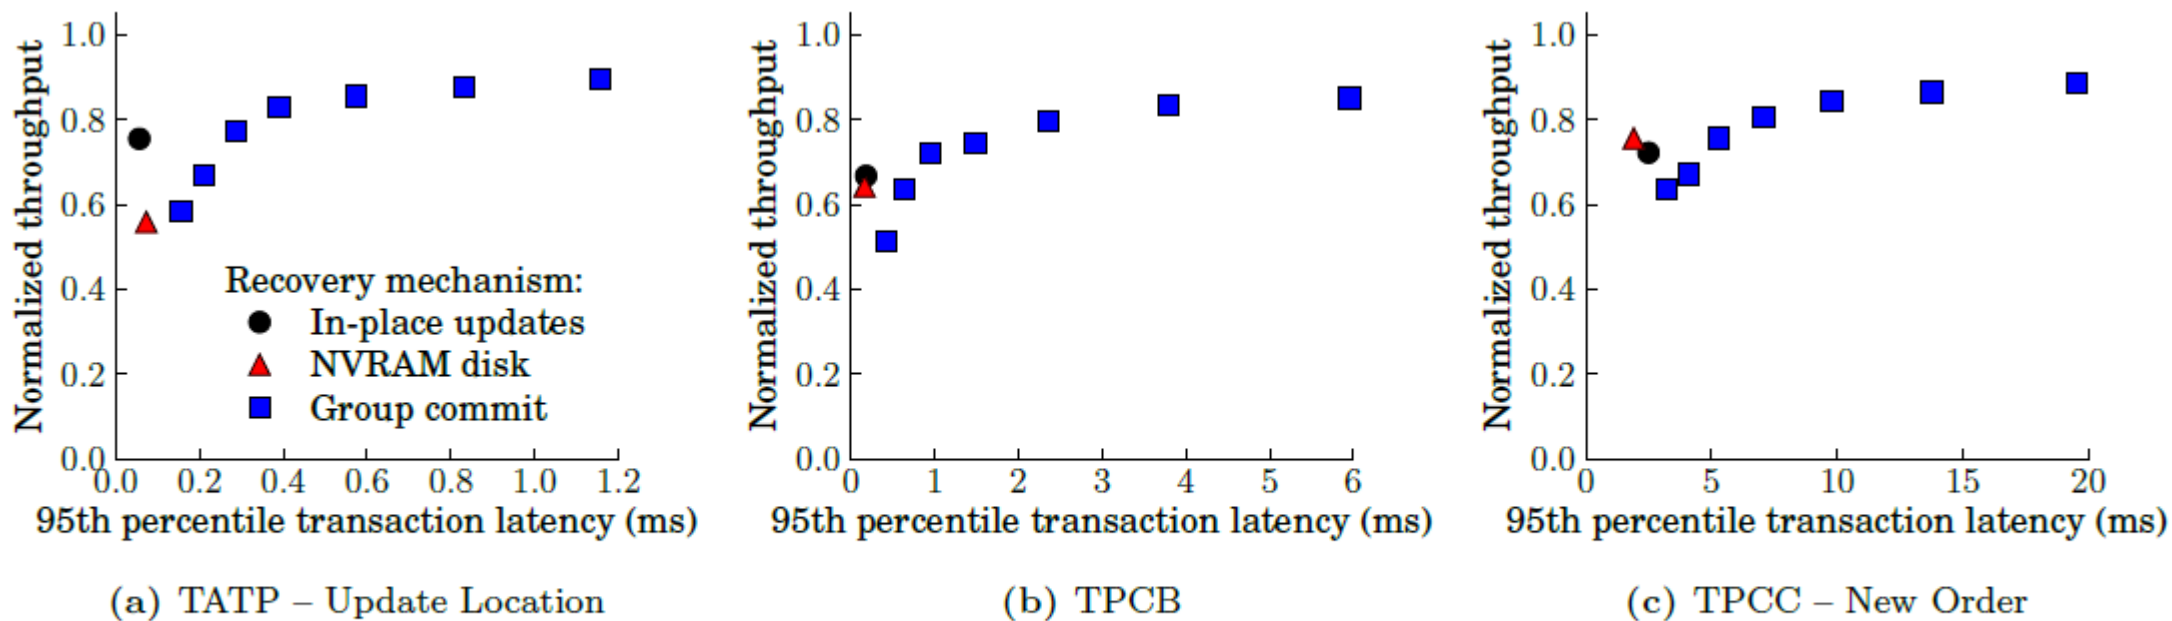 Normalized throughput
1.0
0.8
0.6
0.4
0.2
0.0
Recovery mechanism:
In-place updates
NVRAM disk
Group commit
0.0 0.2 0.4 0.6 0.8 1.0 1.2
95th percentile transaction latency (ms)
(a) TATP – Update Location
Normalized throughput
1.0
0.8
0.6
0.4
0.2
0.0
0 1 2 3 4 5 6
95th percentile transaction latency (ms)
(b) TPCB
Normalized throughput
1.0
0.8
0.6
0.4
0.2
0.0
0 5 10 15 20
95th percentile transaction latency (ms)
(c) TPCC – New Order